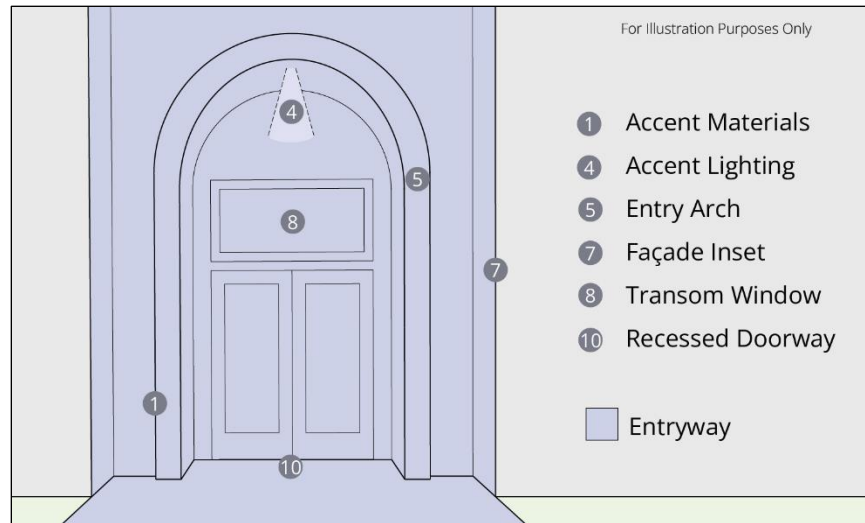 For Illustration Purposes Only
1 Accent Materials
4 Accent Lighting
5 Entry Arch
7 Façade Inset
8 Transom Window
10 Recessed Doorway
Entryway
4
5
8
7
1
10